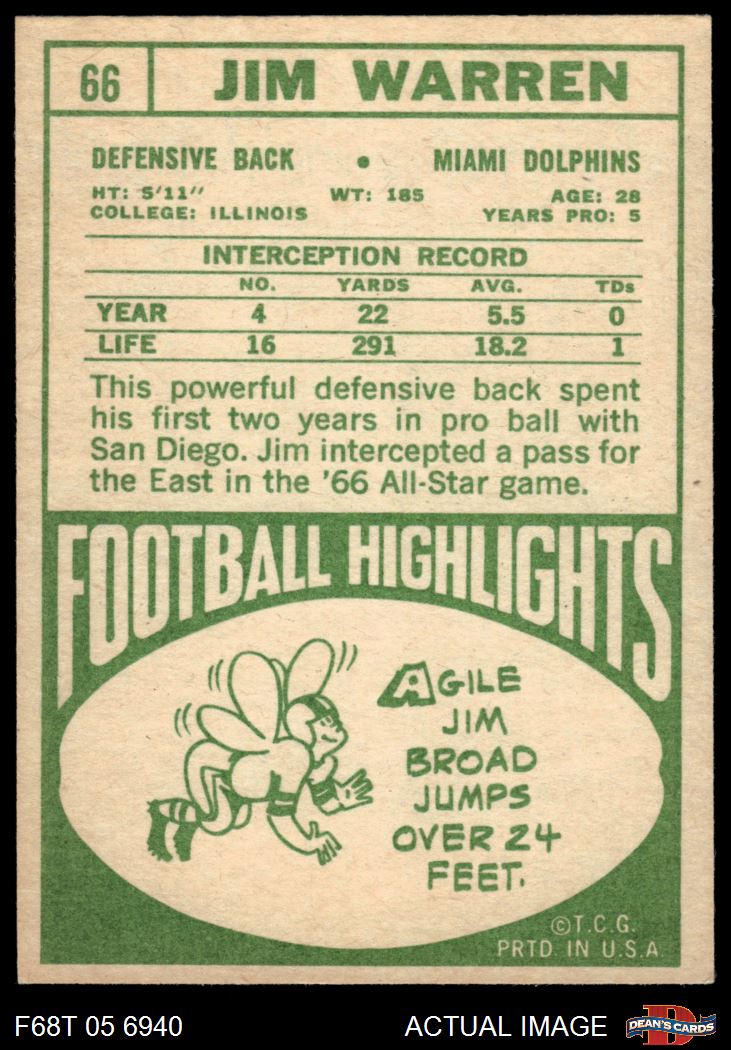 66 JIM WARREN
DEFENSIVE BACK • MIAMI DOLPHINS
HT: 5'11" WT: 185 AGE: 28
COLLEGE: ILLINOIS YEARS PRO: 5
INTERCEPTION RECORD
NO. YARDS AVG. TDs
YEAR 4 22 5.5 0
LIFE 16 291 18.2 1
This powerful defensive back spent
his first two years in pro ball with
San Diego. Jim intercepted a pass for
the East in the '66 All-Star game.
FOOTBALL HIGHLIGHTS
AGILE
JIM
BROAD
JUMPS
OVER 24
FEET.
©T.C.G.
PRTD. IN U.S.A.
F68T 05 6940 ACTUAL IMAGE DEAN'S CARDS